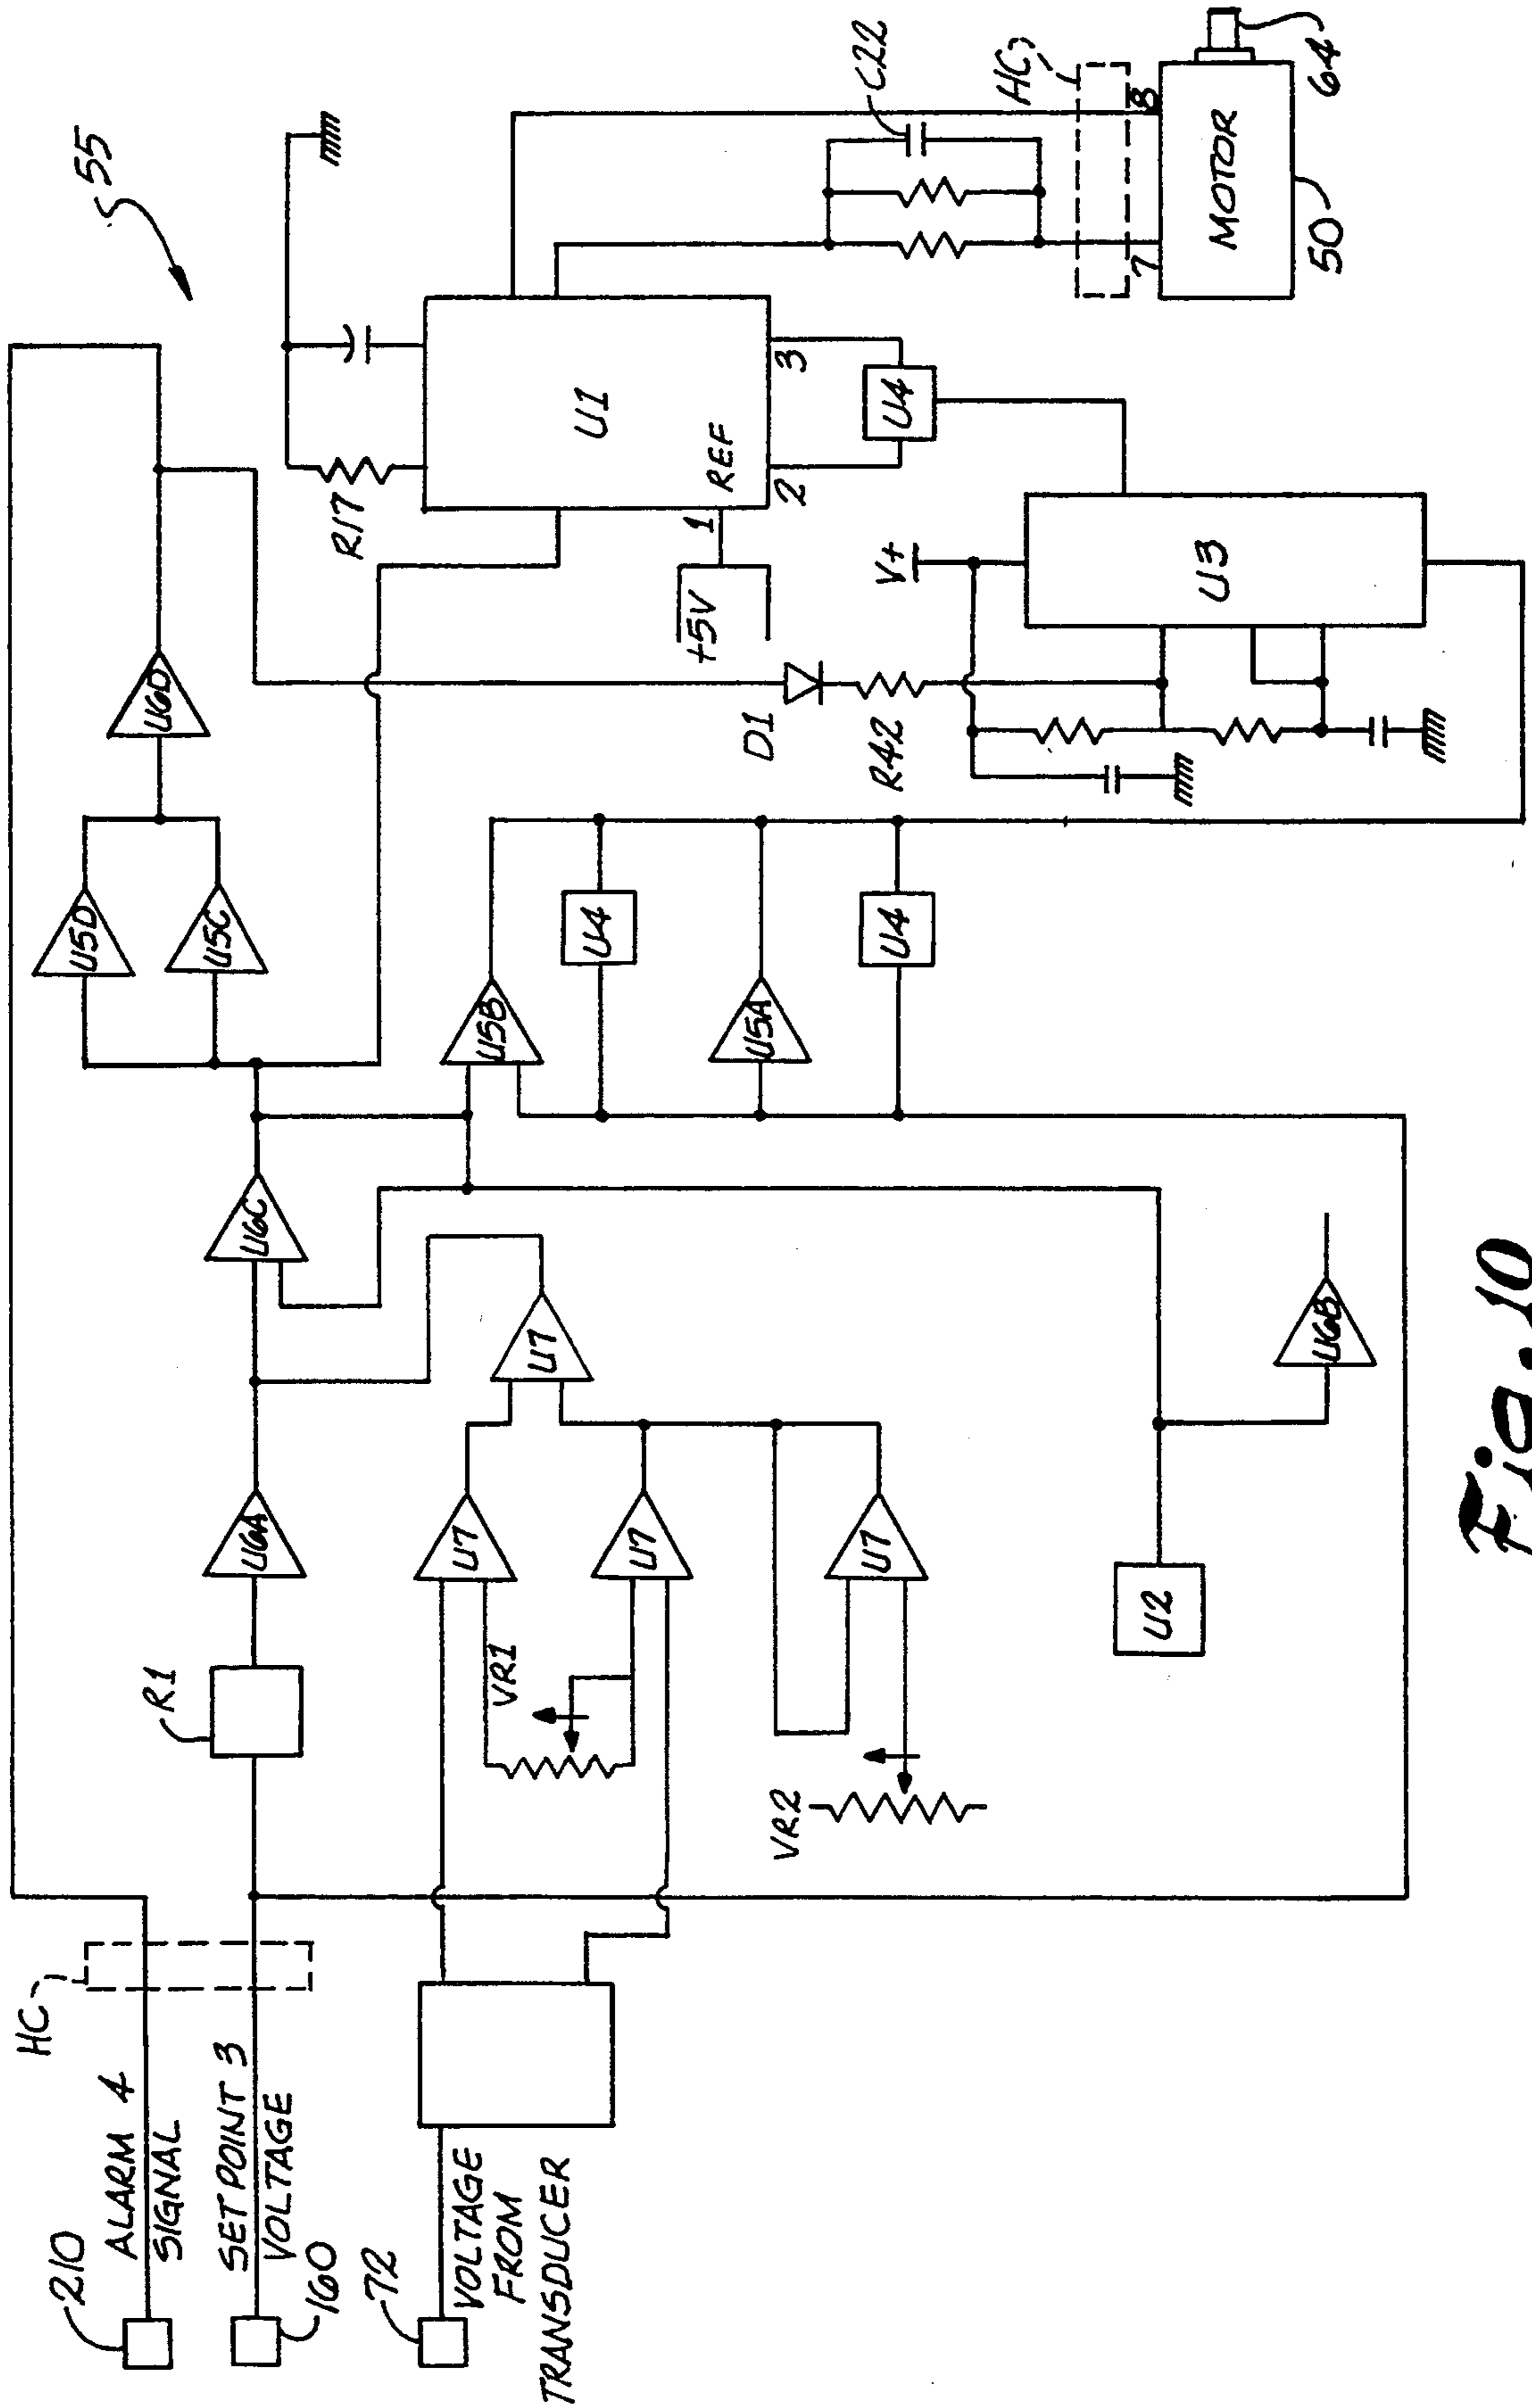 55
210
ALARM 4
SIGNAL
HC
SET POINT 3
VOLTAGE
160
R1
U6A
U6C
U5D
U5C
U6D
R17
U1
REF
1
2
3
+5V
U4
C22
HC
7
8
MOTOR
50
64
72
VOLTAGE
FROM
TRANSDUCER
VR1
U7
U7
U7
U7
VR2
U5B
U4
U5A
U4
D1
R42
V+
U3
U2
U6B
Fig. 10